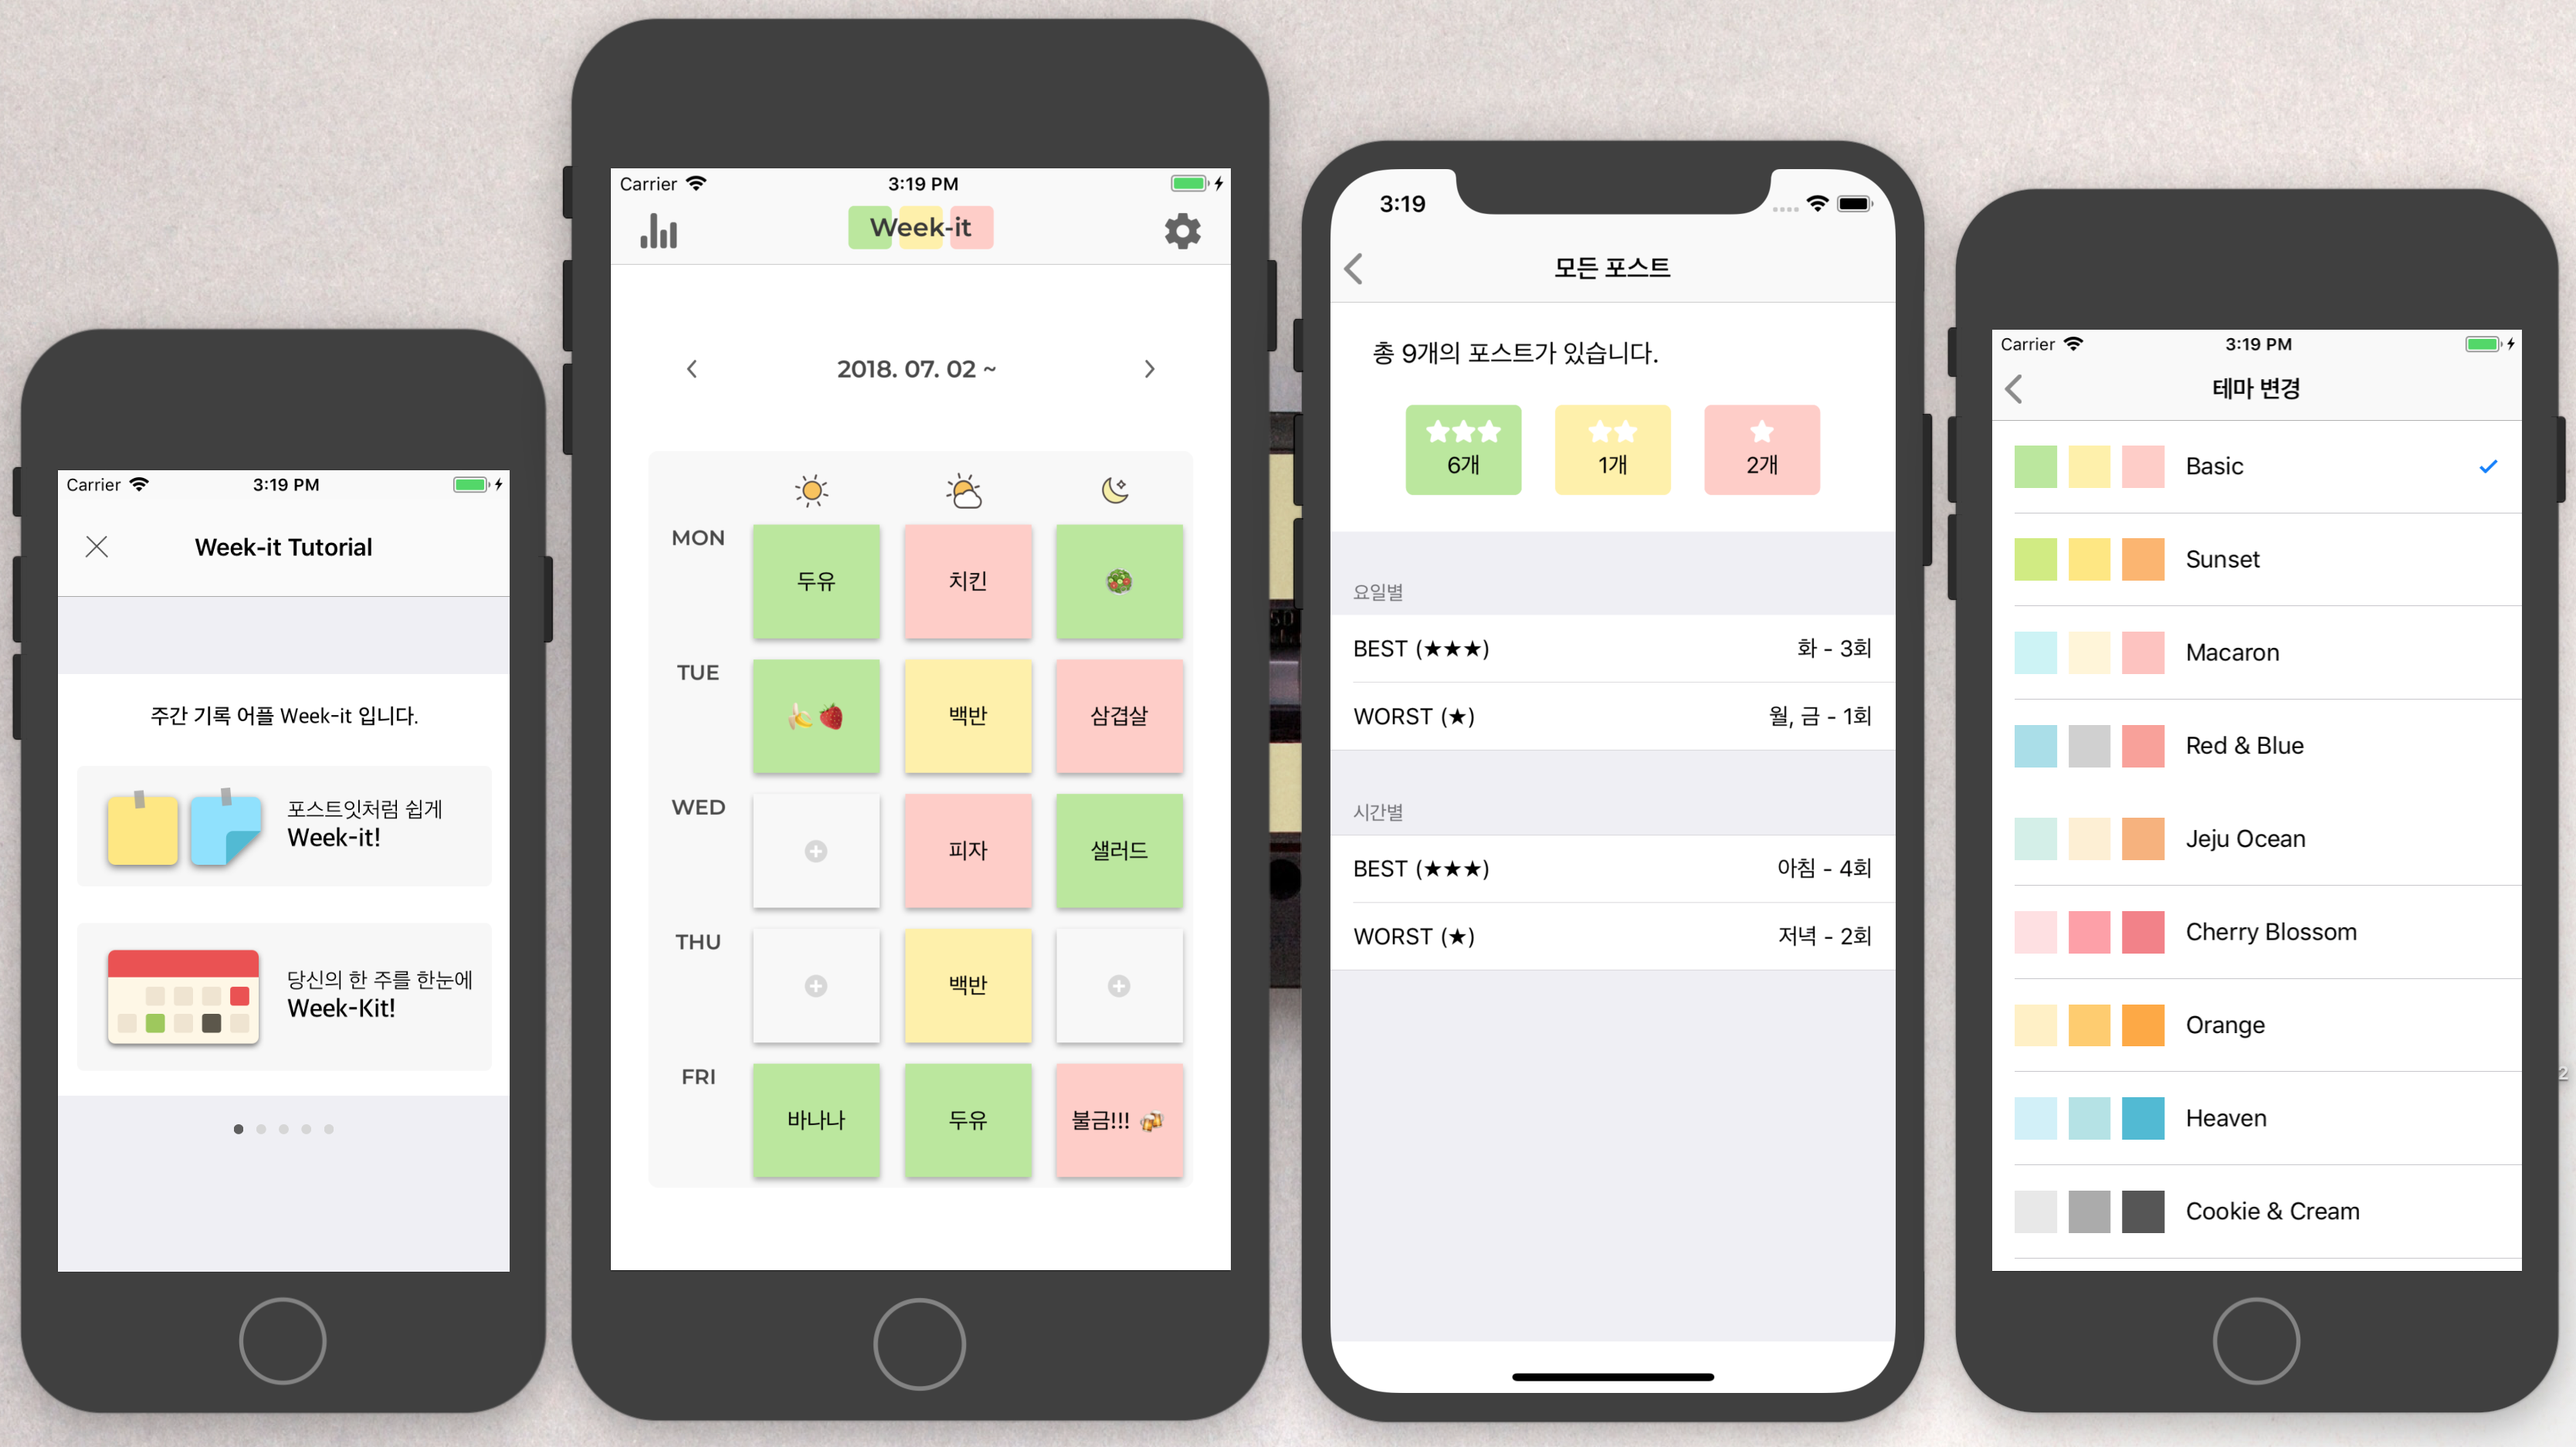 Carrier 3:19 PM
Week-it Tutorial
주간 기록 어플 Week-it 입니다.
포스트잇처럼 쉽게
Week-it!
당신의 한 주를 한눈에
Week-Kit!
Carrier 3:19 PM
Week-it
2018. 07. 02 ~
MON 두유 치킨
TUE 백반 삼겹살
WED 피자 샐러드
THU 백반
FRI 바나나 두유 불금!!!
3:19
모든 포스트
총 9개의 포스트가 있습니다.
★★★ ★★ ★
6개 1개 2개
요일별
BEST (★★★) 화 - 3회
WORST (★) 월, 금 - 1회
시간별
BEST (★★★) 아침 - 4회
WORST (★) 저녁 - 2회
Carrier 3:19 PM
테마 변경
Basic
Sunset
Macaron
Red & Blue
Jeju Ocean
Cherry Blossom
Orange
Heaven
Cookie & Cream